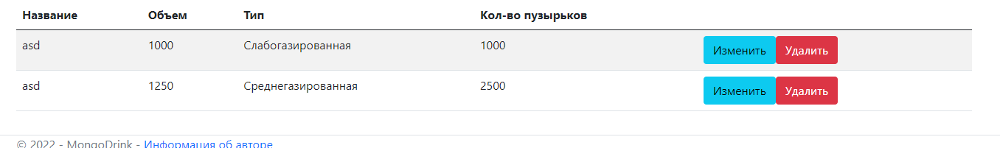 Название Объем Тип Кол-во пузырьков
asd 1000 Слабогазированная 1000 Изменить Удалить
asd 1250 Среднегазированная 2500 Изменить Удалить
© 2022 - MongoDrink - Информация об авторе